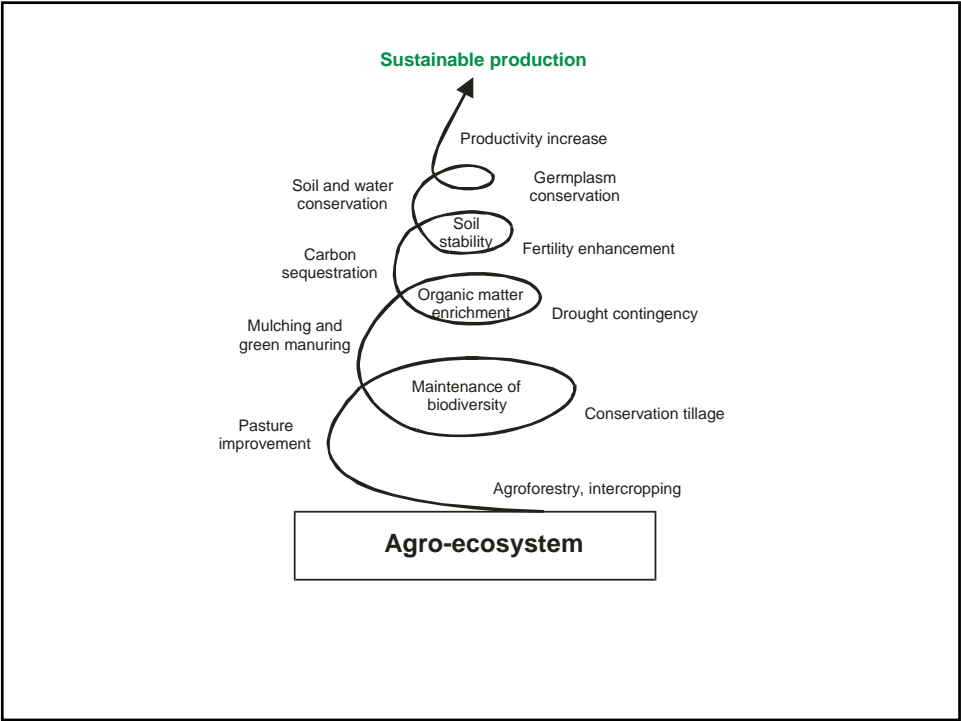 Sustainable production
Productivity increase
Germplasm
conservation
Soil and water
conservation
Soil
stability
Fertility enhancement
Carbon
sequestration
Organic matter
enrichment
Drought contingency
Mulching and
green manuring
Maintenance of
biodiversity
Conservation tillage
Pasture
improvement
Agroforestry, intercropping
Agro-ecosystem